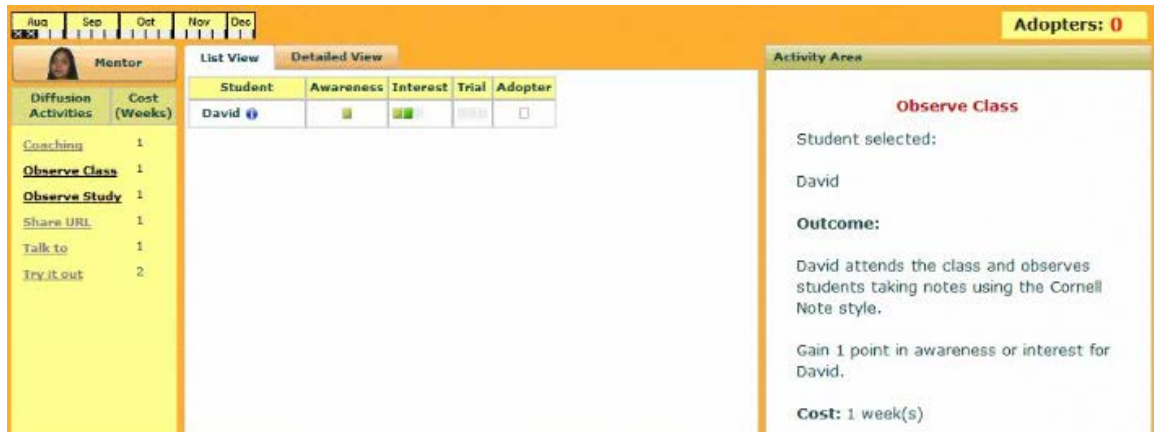 Aug Sep Oct Nov Dec
Adopters: 0
Mentor
Diffusion Activities
Cost (Weeks)
Coaching 1
Observe Class 1
Observe Study 1
Share URL 1
Talk to 1
Try it out 2
List View Detailed View
Student Awareness Interest Trial Adopter
David
Activity Area
Observe Class
Student selected:
David
Outcome:
David attends the class and observes
students taking notes using the Cornell
Note style.
Gain 1 point in awareness or interest for
David.
Cost: 1 week(s)